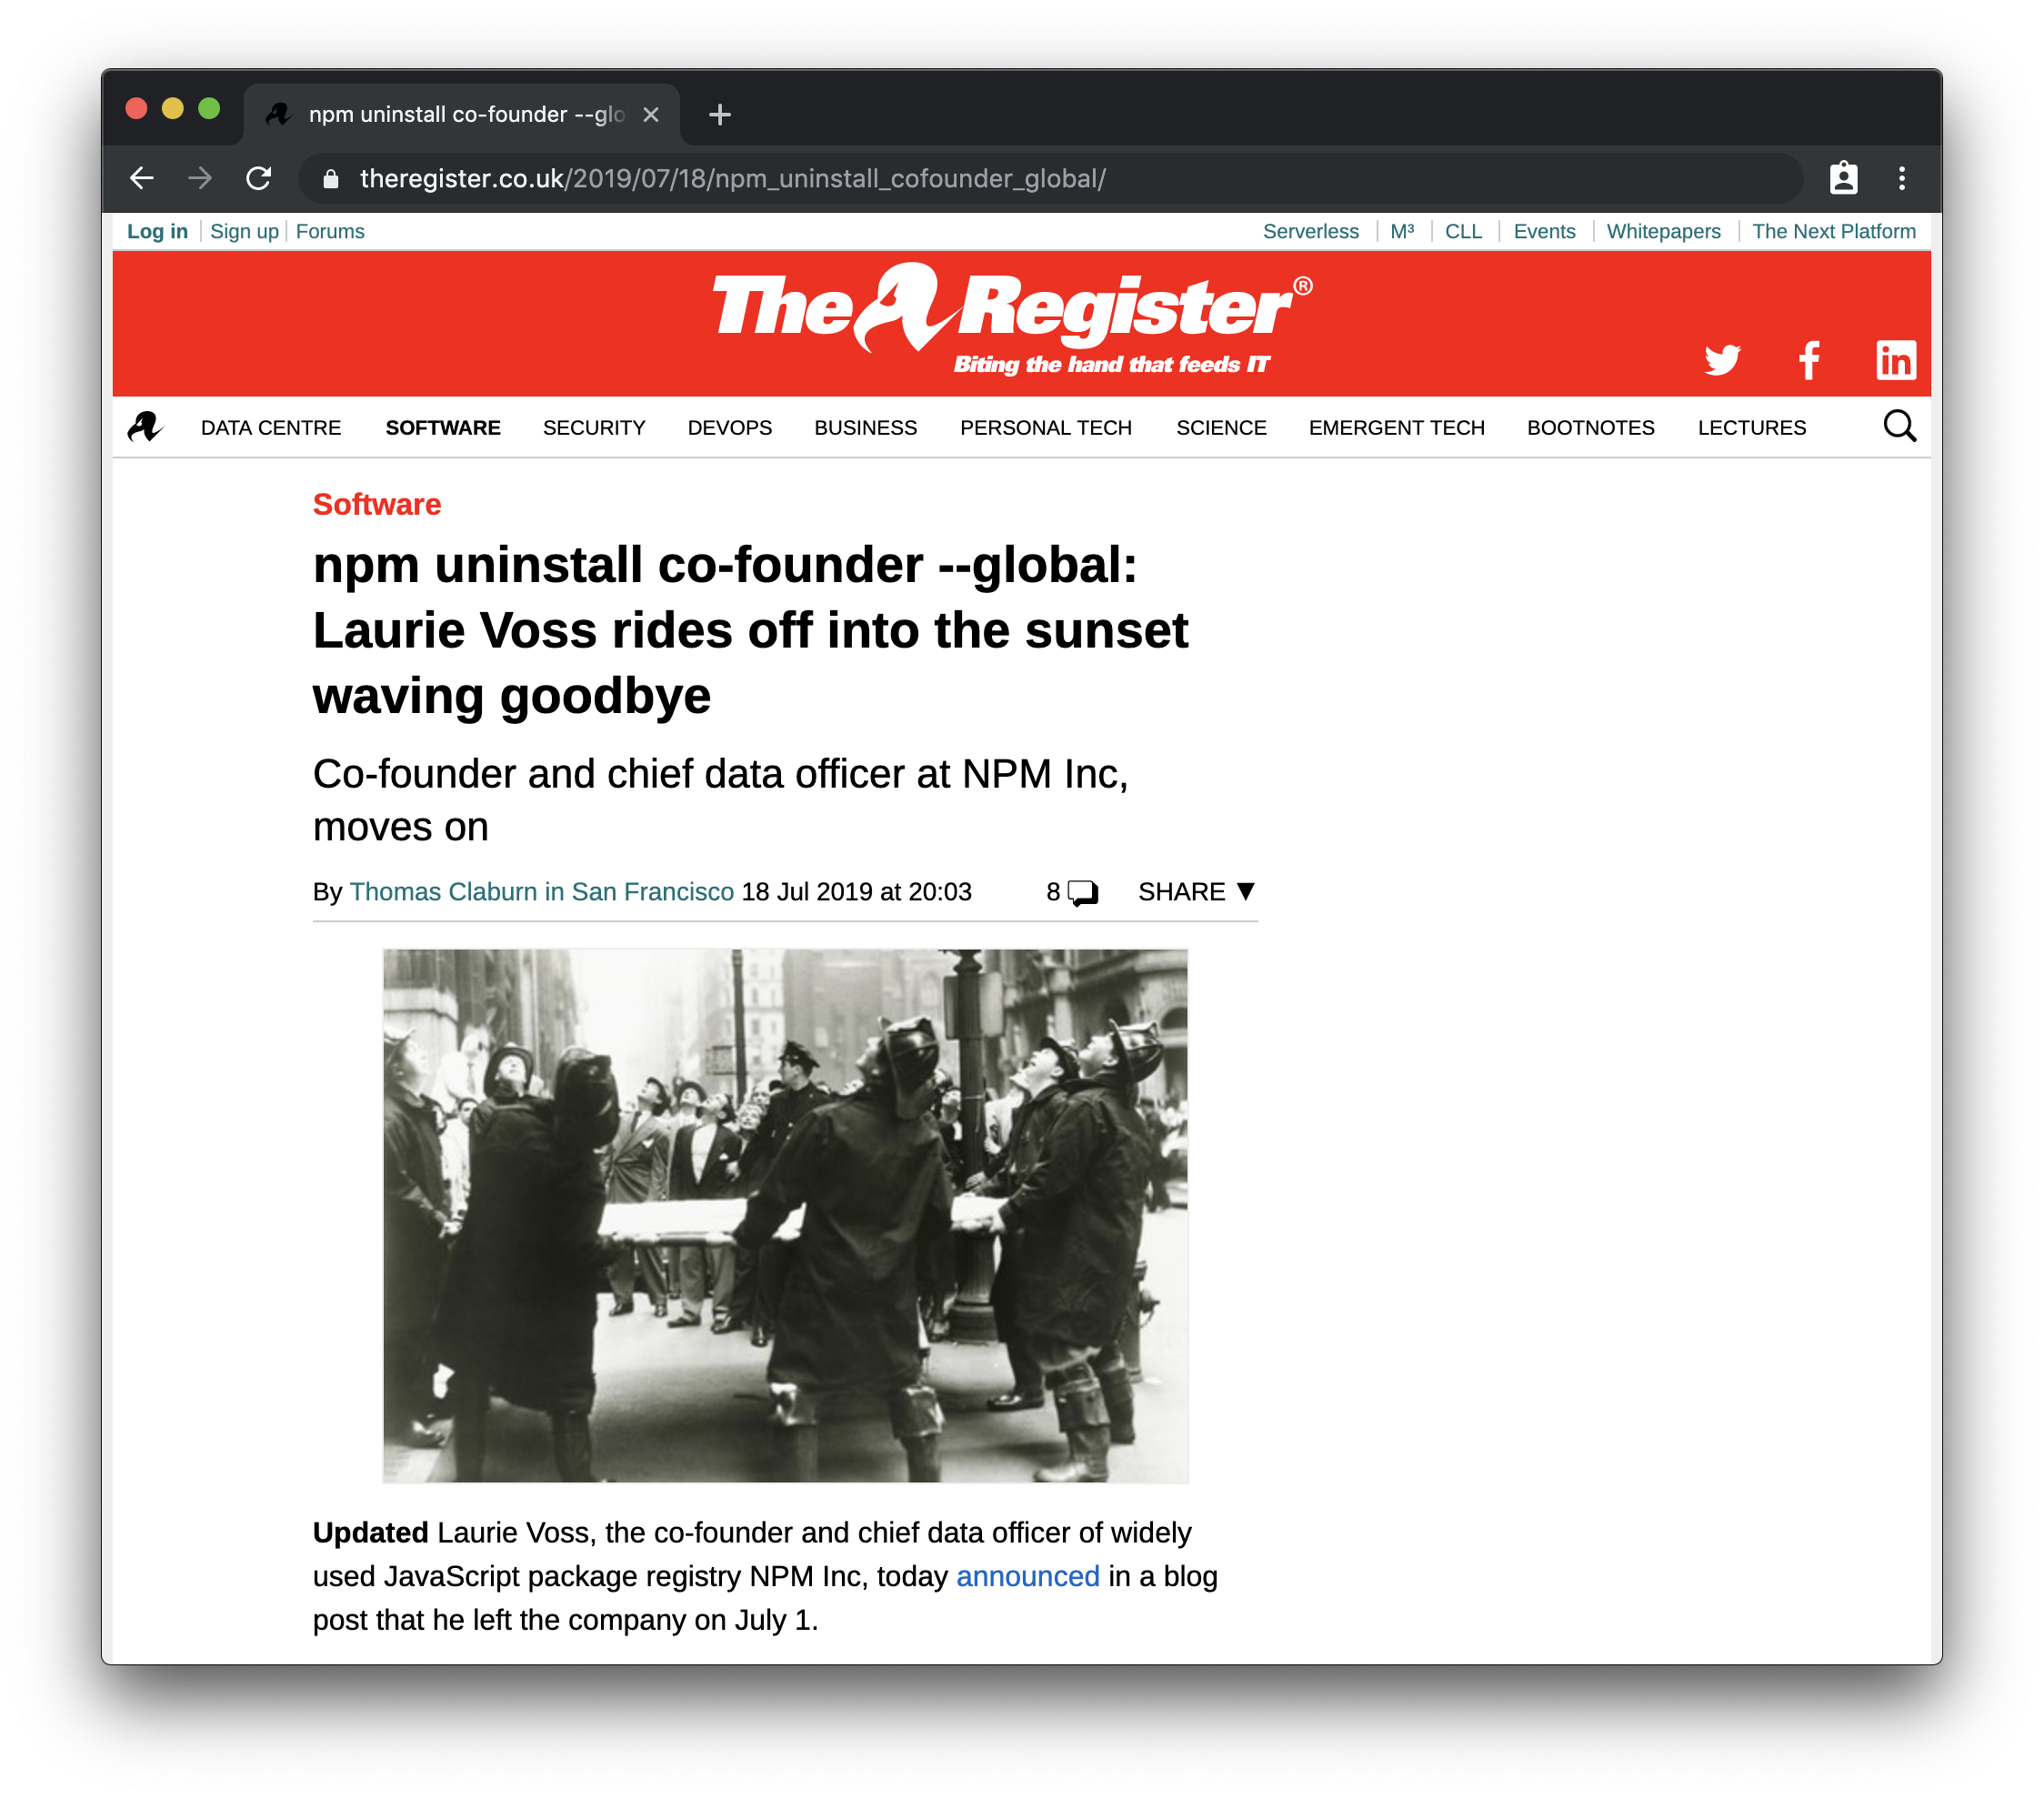 npm uninstall co-founder --glo
theregister.co.uk/2019/07/18/npm_uninstall_cofounder_global/
Log in Sign up Forums Serverless M³ CLL Events Whitepapers The Next Platform
The Register®
Biting the hand that feeds IT
in
DATA CENTRE SOFTWARE SECURITY DEVOPS BUSINESS PERSONAL TECH SCIENCE EMERGENT TECH BOOTNOTES LECTURES
Software
npm uninstall co-founder --global:
Laurie Voss rides off into the sunset
waving goodbye
Co-founder and chief data officer at NPM Inc,
moves on
By Thomas Claburn in San Francisco 18 Jul 2019 at 20:03 8 SHARE ▼
Updated Laurie Voss, the co-founder and chief data officer of widely
used JavaScript package registry NPM Inc, today announced in a blog
post that he left the company on July 1.